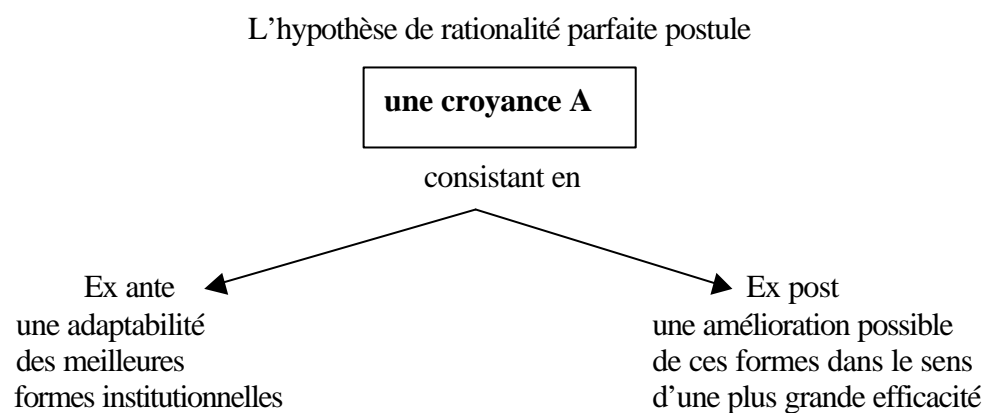 L'hypothèse de rationalité parfaite postule
une croyance A
consistant en
Ex ante
une adaptabilité
des meilleures
formes institutionnelles
Ex post
une amélioration possible
de ces formes dans le sens
d'une plus grande efficacité